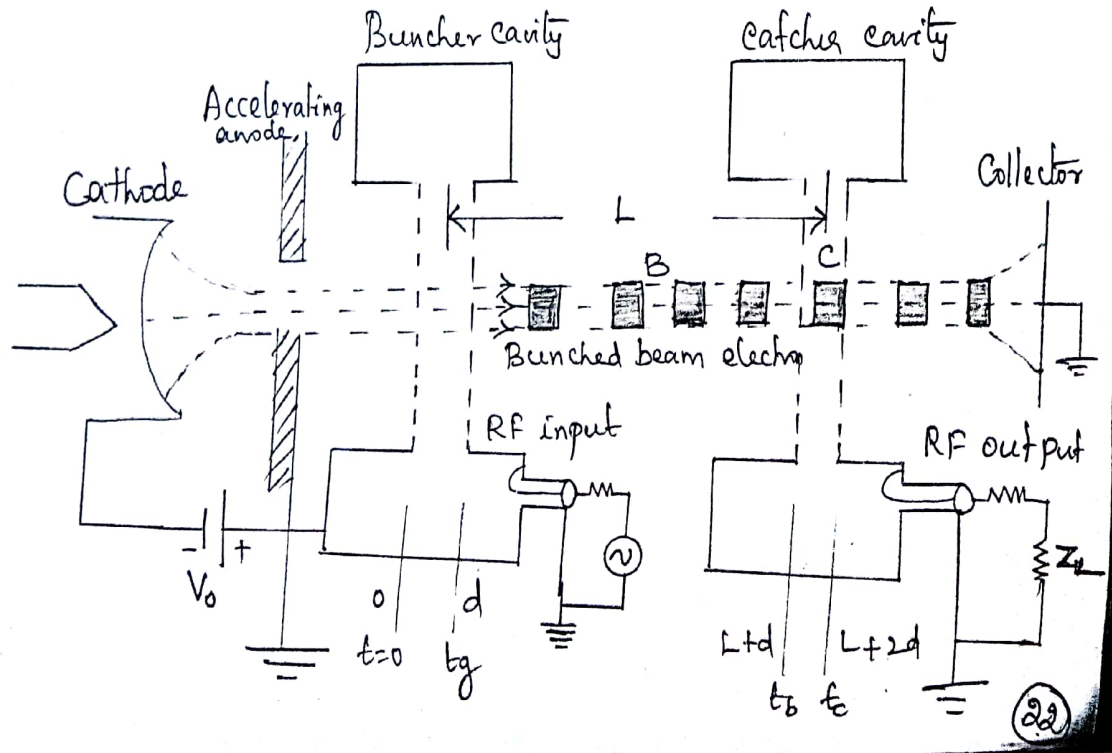 Buncher Cavity
Catcher cavity
Accelerating
anode
Cathode
Collector
L
B
C
Bunched beam electro
RF input
RF output
- +
V₀
0
d
t=0
tg
L+d
L+2d
tb
tc
22